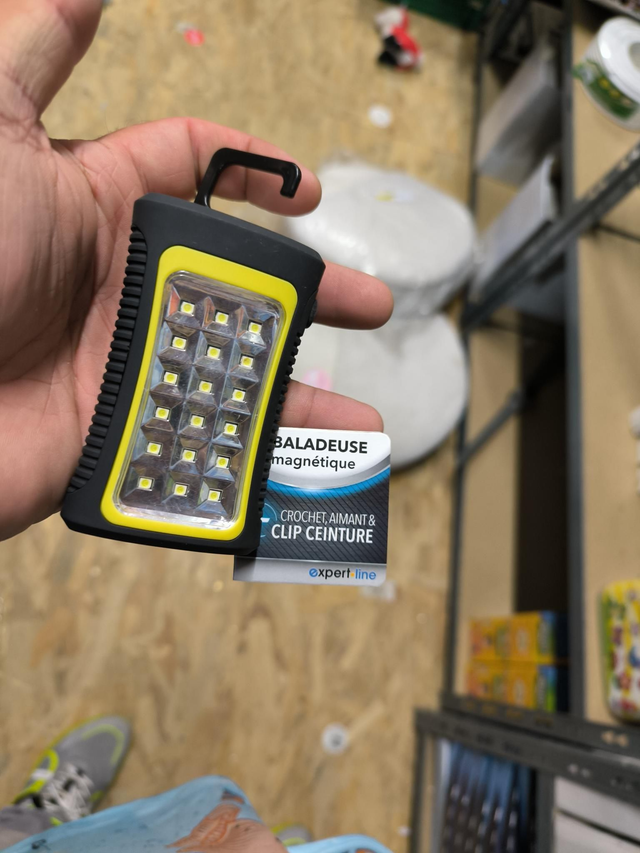 BALADEUSE
magnétique
CROCHET, AIMANT &
CLIP CEINTURE
expert line